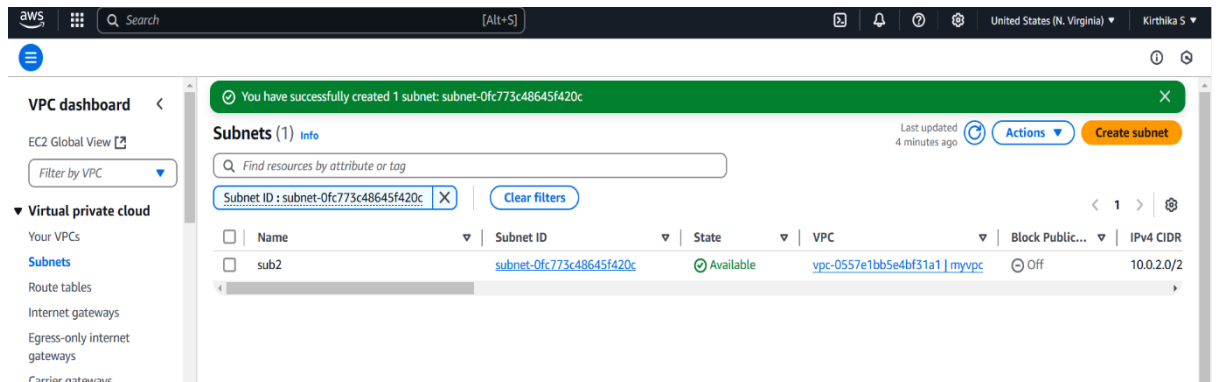 aws Search [Alt+S] United States (N. Virginia) Kirthika S
VPC dashboard
EC2 Global View
Filter by VPC
Virtual private cloud
Your VPCs
Subnets
Route tables
Internet gateways
Egress-only internet
gateways
Carrier gateways
You have successfully created 1 subnet: subnet-0fc773c48645f420c
Subnets (1) Info
Last updated
4 minutes ago
Actions
Create subnet
Find resources by attribute or tag
Subnet ID : subnet-0fc773c48645f420c
Clear filters
1
Name Subnet ID State VPC Block Public... IPv4 CIDR
sub2 subnet-0fc773c48645f420c Available vpc-0557e1bb5e4bf31a1 | myvpc Off 10.0.2.0/2